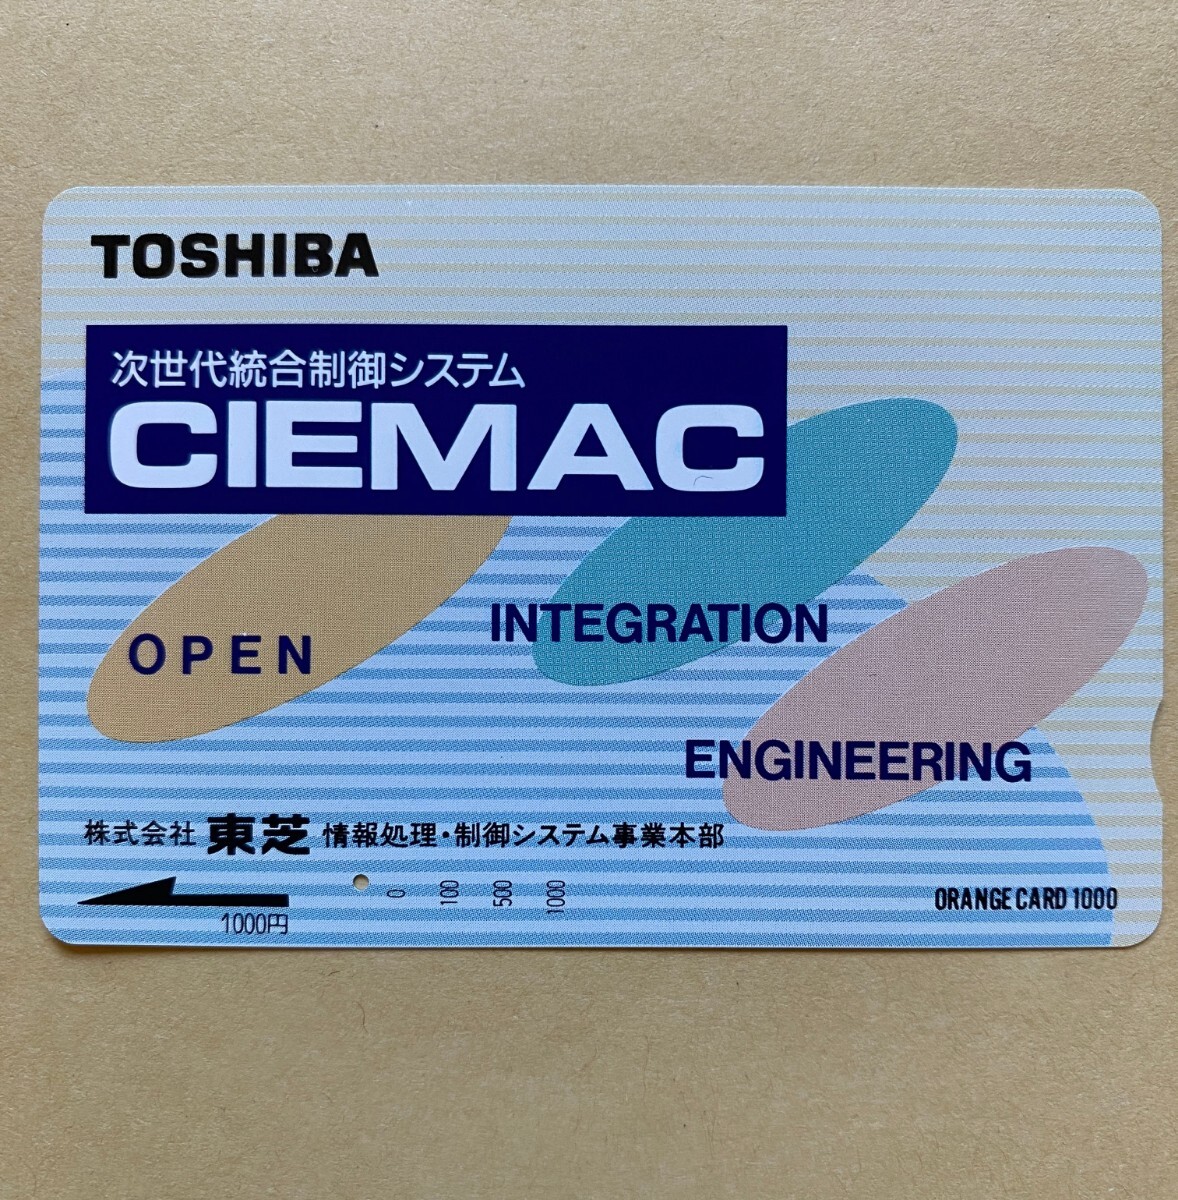 TOSHIBA
次世代統合制御システム
CIEMAC
OPEN
INTEGRATION
ENGINEERING
株式会社 東芝 情報処理・制御システム事業本部
0 100 500 1000
1000円
ORANGE CARD 1000